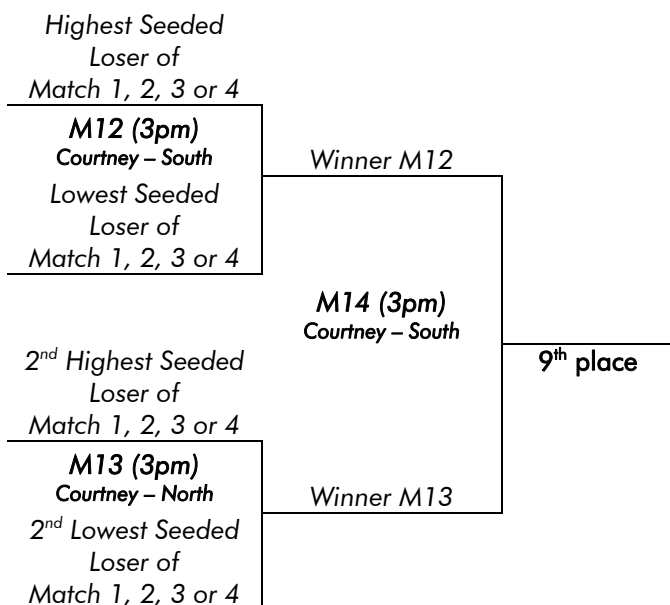 Highest Seeded
Loser of
Match 1, 2, 3 or 4
M12 (3pm)
Courtney – South
Winner M12
Lowest Seeded
Loser of
Match 1, 2, 3 or 4
M14 (3pm)
Courtney – South
9th place
2nd Highest Seeded
Loser of
Match 1, 2, 3 or 4
M13 (3pm)
Courtney – North
Winner M13
2nd Lowest Seeded
Loser of
Match 1, 2, 3 or 4